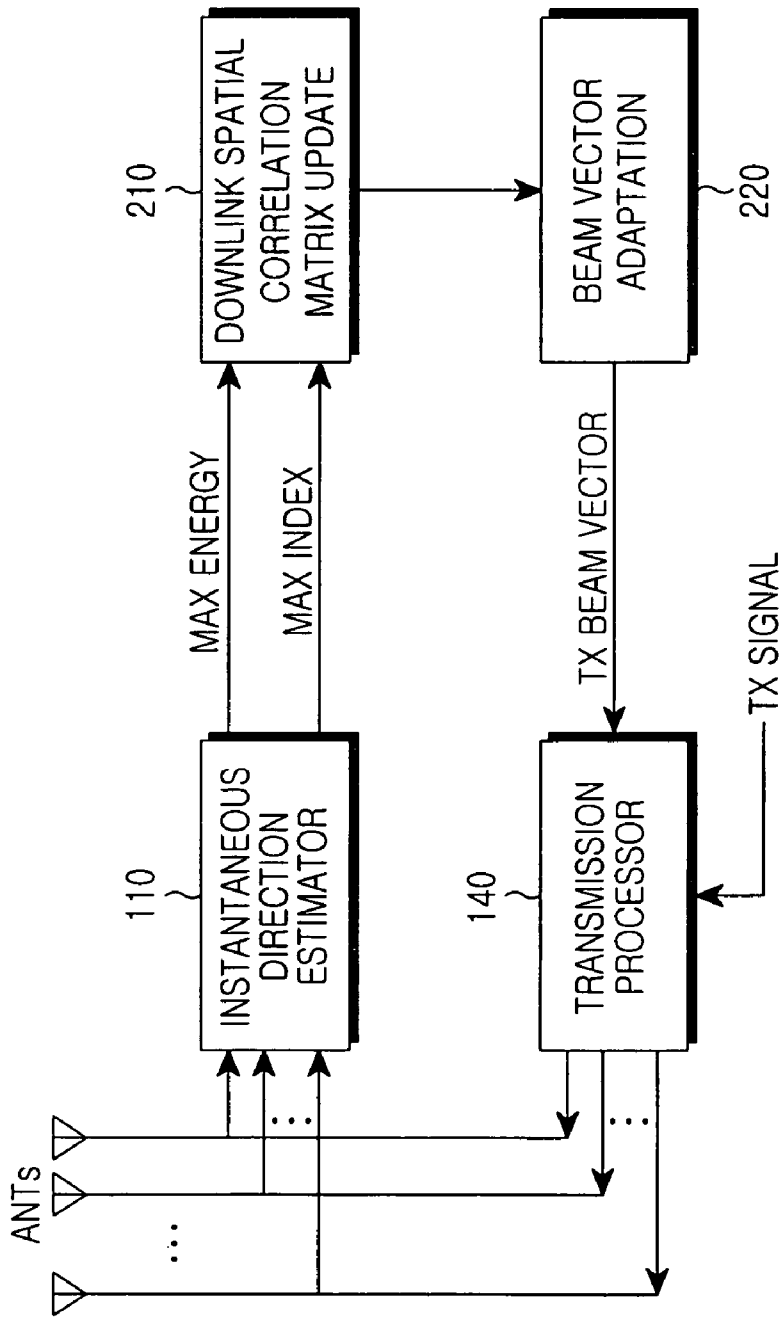 ANTs
...
110
INSTANTANEOUS
DIRECTION
ESTIMATOR
...
MAX ENERGY
MAX INDEX
210
DOWNLINK SPATIAL
CORRELATION
MATRIX UPDATE
140
TRANSMISSION
PROCESSOR
...
TX BEAM VECTOR
TX SIGNAL
BEAM VECTOR
ADAPTATION
220